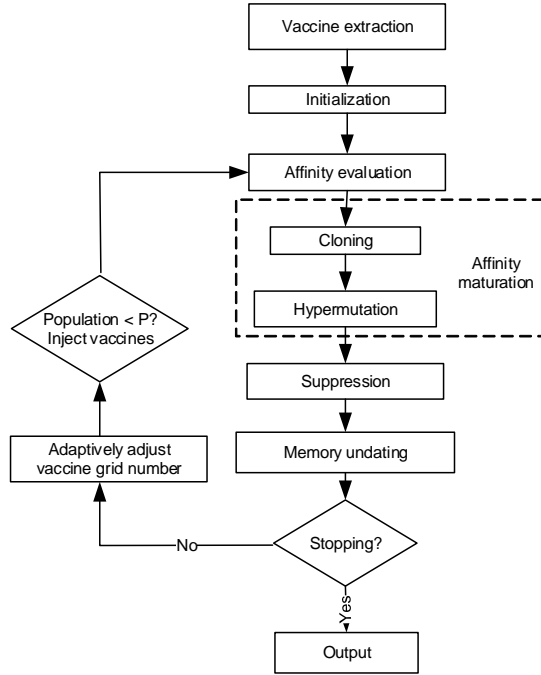 Vaccine extraction
Initialization
Affinity evaluation
Cloning
Affinity
maturation
Hypermutation
Population < P?
Inject vaccines
Suppression
Adaptively adjust
vaccine grid number
Memory undating
No
Stopping?
Yes
Output